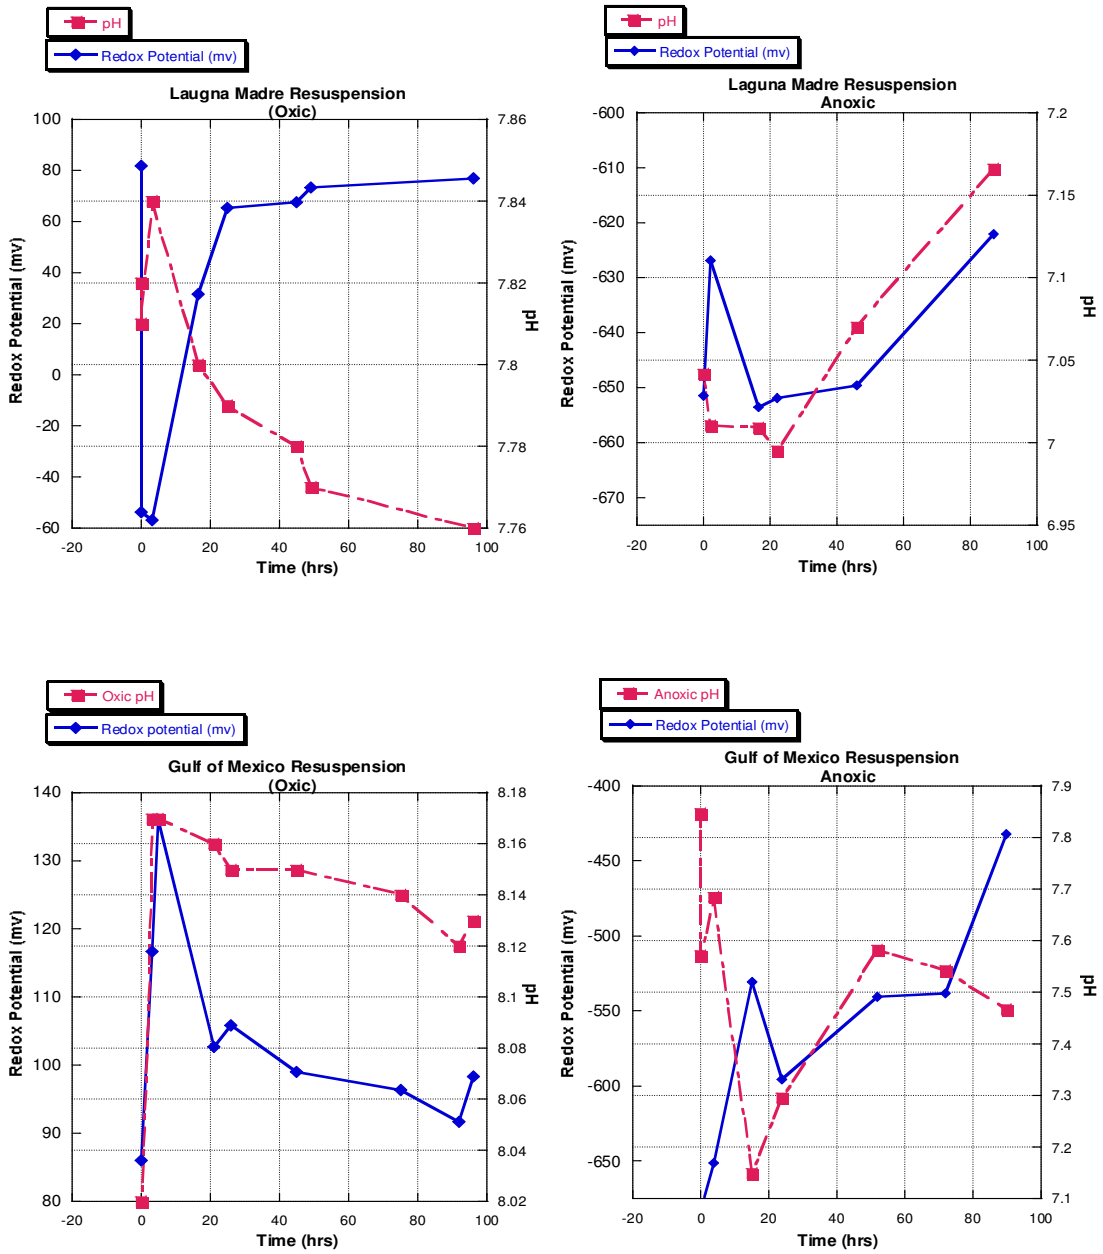 pH
Redox Potential (mv)
Laugna Madre Resuspension
(Oxic)
100
80
60
40
20
0
-20
-40
-60
Redox Potential (mv)
7.86
7.84
7.82
7.8
7.78
7.76
pH
-20 0 20 40 60 80 100
Time (hrs)
pH
Redox Potential (mv)
Laguna Madre Resuspension
Anoxic
-600
-610
-620
-630
-640
-650
-660
-670
Redox Potential (mv)
7.2
7.15
7.1
7.05
7
6.95
pH
-20 0 20 40 60 80 100
Time (hrs)
Oxic pH
Redox potential (mv)
Gulf of Mexico Resuspension
(Oxic)
140
130
120
110
100
90
80
Redox Potential (mv)
8.18
8.16
8.14
8.12
8.1
8.08
8.06
8.04
8.02
pH
-20 0 20 40 60 80 100
Time (hrs)
Anoxic pH
Redox Potential (mv)
Gulf of Mexico Resuspension
Anoxic
-400
-450
-500
-550
-600
-650
Redox Potential (mv)
7.9
7.8
7.7
7.6
7.5
7.4
7.3
7.2
7.1
pH
-20 0 20 40 60 80 100
Time (hrs)